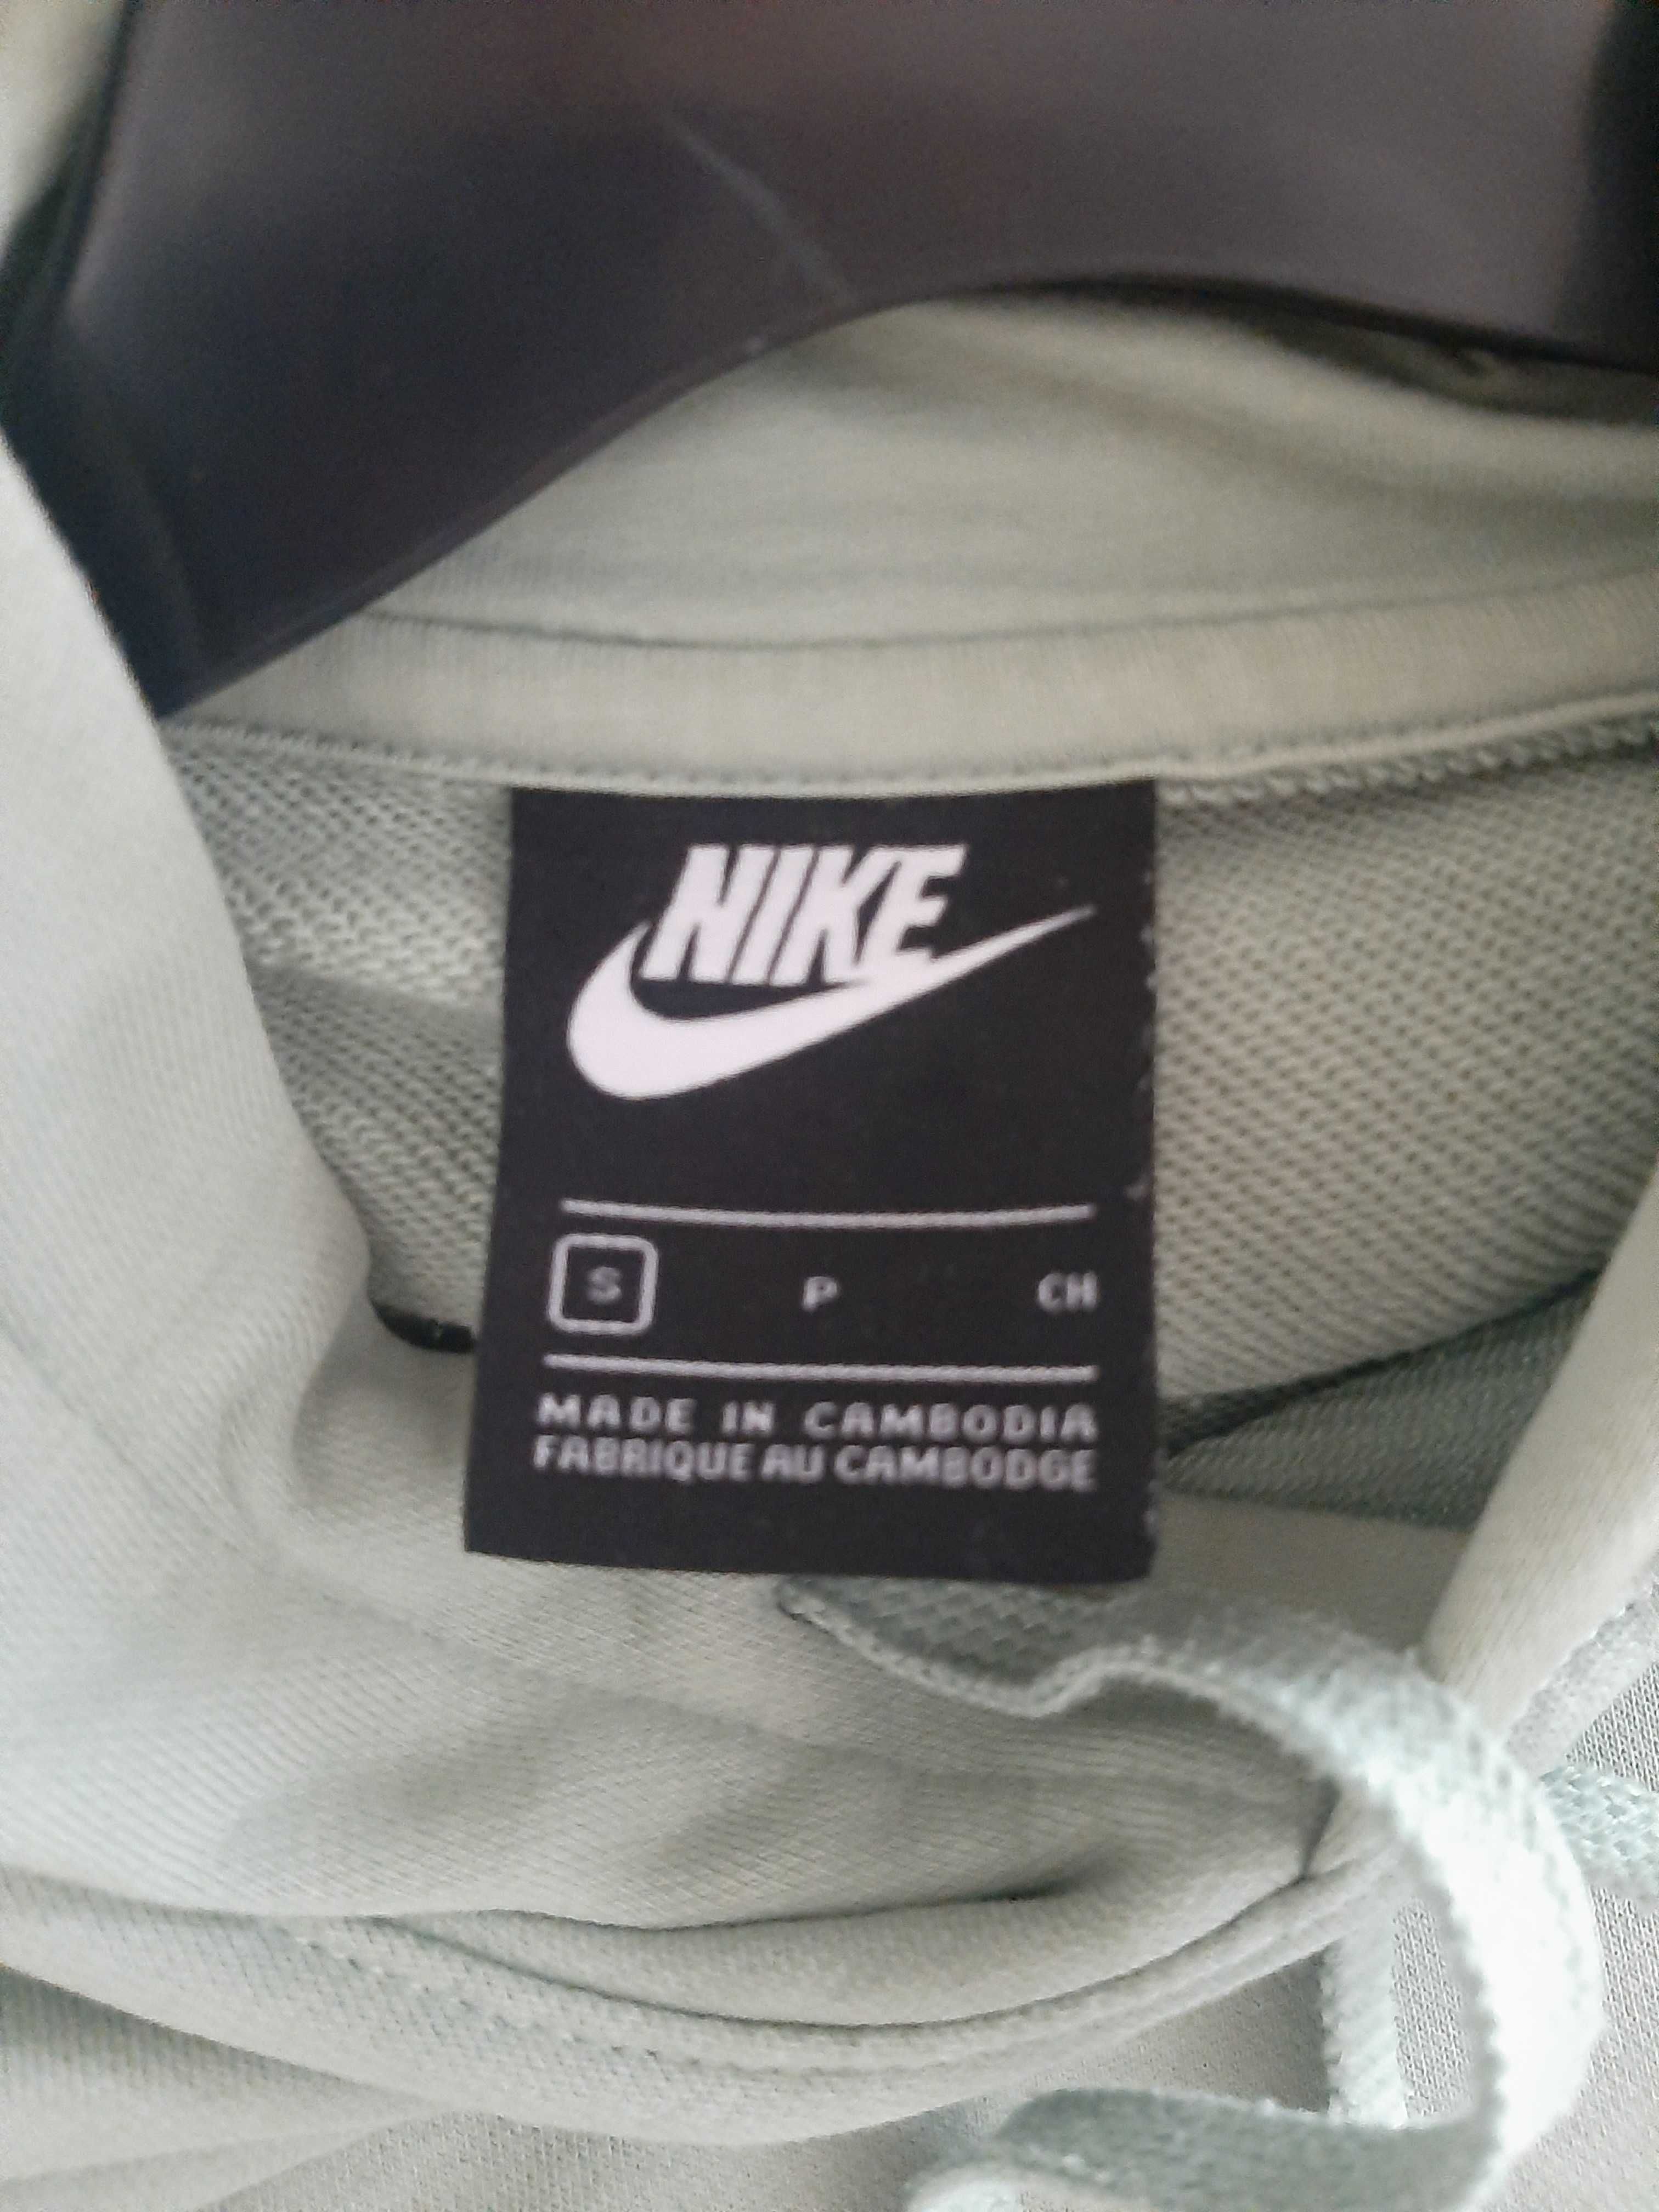 NIKE
S P CH
MADE IN CAMBODIA
FABRIQUE AU CAMBODGE